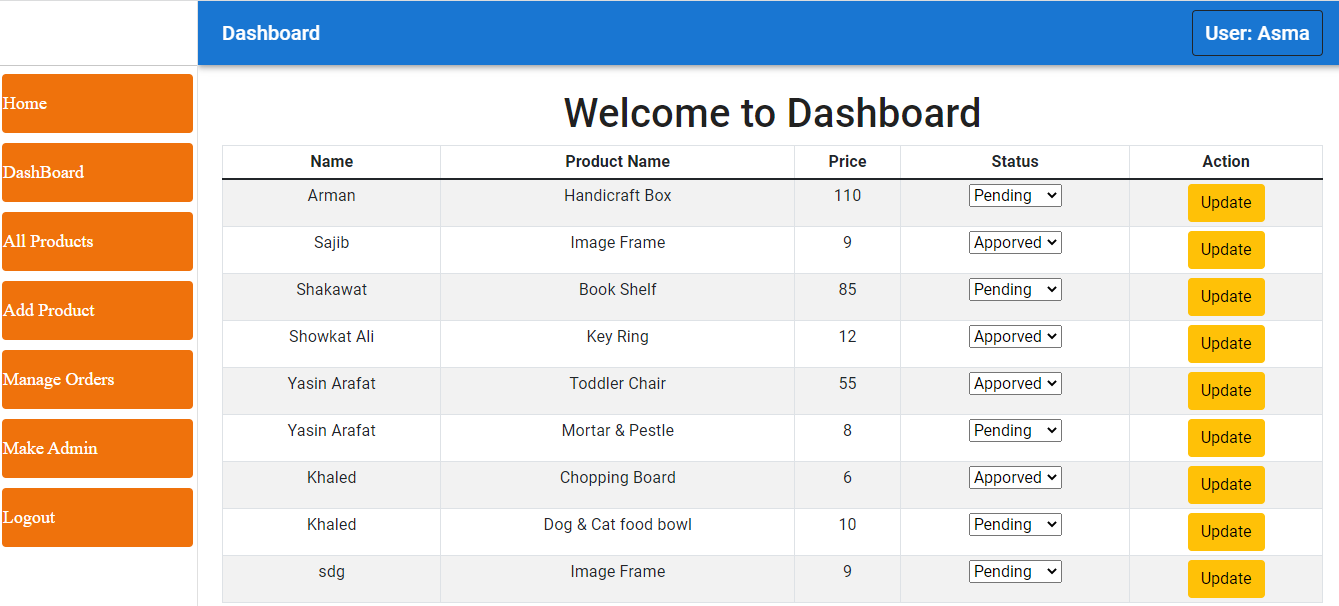 Dashboard
User: Asma
Home
DashBoard
All Products
Add Product
Manage Orders
Make Admin
Logout
Welcome to Dashboard
Name Product Name Price Status Action
Arman Handicraft Box 110 Pending Update
Sajib Image Frame 9 Apporved Update
Shakawat Book Shelf 85 Pending Update
Showkat Ali Key Ring 12 Apporved Update
Yasin Arafat Toddler Chair 55 Apporved Update
Yasin Arafat Mortar & Pestle 8 Pending Update
Khaled Chopping Board 6 Apporved Update
Khaled Dog & Cat food bowl 10 Pending Update
sdg Image Frame 9 Pending Update